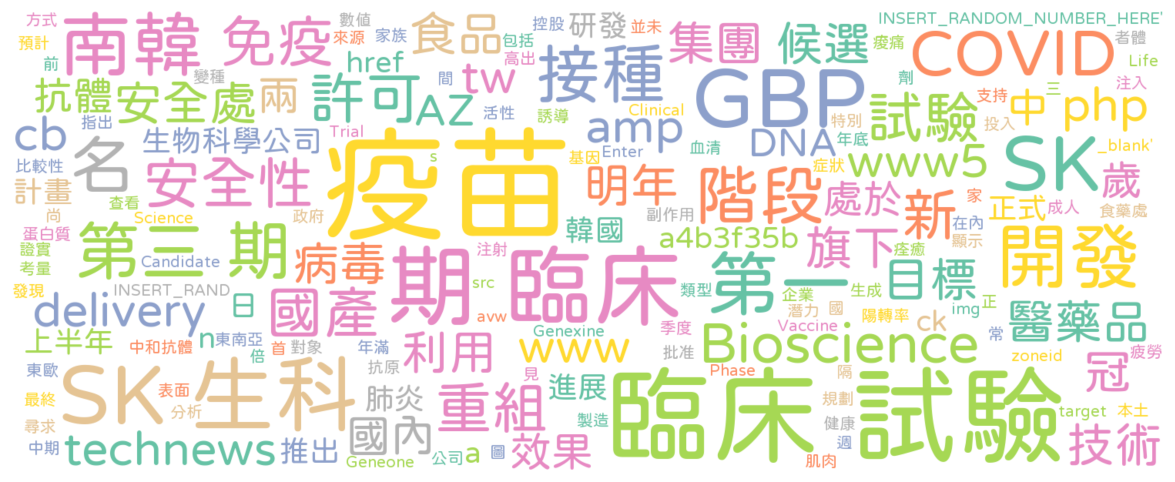 方式 數值 控股 研發 並未 INSERT_RANDOM_NUMBER_HERE'
預計 南韓 免疫 來源 家族 食品 包括 集團 候選 痠痛 COVID 者體
前 變種 href 間 高出 接種 GBP 劑 支持 Life 注入
抗體 安全處 兩 許可 AZ tw 活性 誘導 Clinical 特別 試驗 投入 中 三 php
cb 指出 生物科學公司 Trial 疫苗 s 基因 Enter amp 血清 DNA 年底 www5 SK _blank'
比較性 名 安全性 明年 階段 症狀 處於 新 家 歲
計畫 查看 尚 Science 政府 副作用 旗下 正式 成人 食藥處
蛋白質 證實 第三 期 病毒 注射 韓國 a4b3f35b 在內 顯示 開發
考量 Candidate 期 臨床 第一 痊癒 目標
發現 INSERT_RAND 日 國產 src 類型 企業 生成 img 正 醫藥品
delivery avw Genexine 潛力 國 陽轉率 常
上半年 n 東南亞 倍 首 對象 年滿 利用 www 季度 Vaccine ck zoneid 疲勞
東歐 中和抗體 抗原 見 批准 Bioscience 冠
最終 SK 生科 表面 肺炎 重組 進展 Phase 隔 臨床 試驗 規劃 target 本土
尋求 分析 國內 製造 健康
中期 technews 推出 Geneone 公司 a 圖 效果 週 肌肉 技術